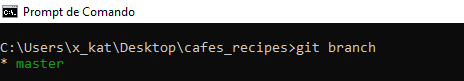 Prompt de Comando
C:\Users\x_kat\Desktop\cafes_recipes>git branch
* master